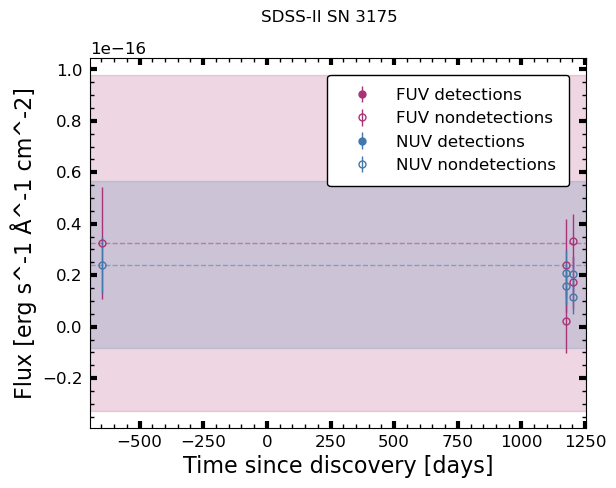 SDSS-II SN 3175
1e−16
1.0
0.8
0.6
0.4
0.2
0.0
−0.2
Flux [erg s^-1 Å^-1 cm^-2]
FUV detections
FUV nondetections
NUV detections
NUV nondetections
−500 −250 0 250 500 750 1000 1250
Time since discovery [days]